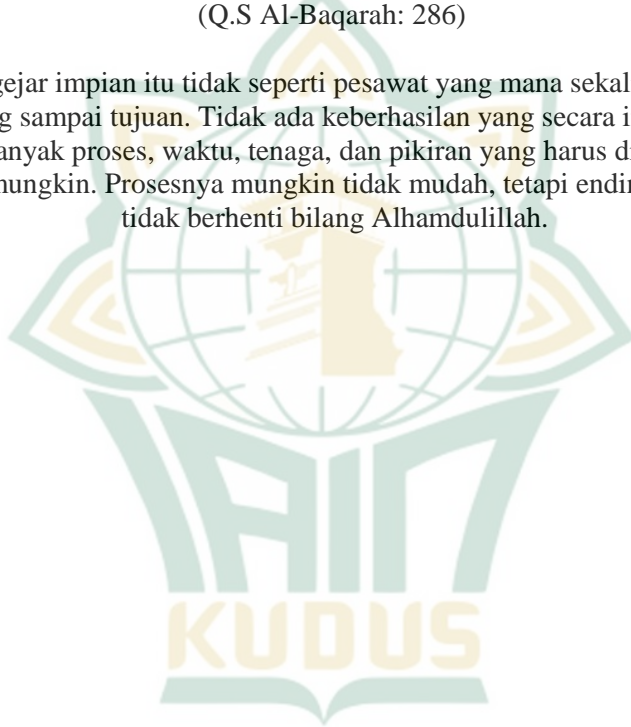 (Q.S Al-Baqarah: 286)
gejar impian itu tidak seperti pesawat yang mana sekal
g sampai tujuan. Tidak ada keberhasilan yang secara i
anyak proses, waktu, tenaga, dan pikiran yang harus di
mungkin. Prosesnya mungkin tidak mudah, tetapi endin
tidak berhenti bilang Alhamdulillah.
IAIN
KUDUS